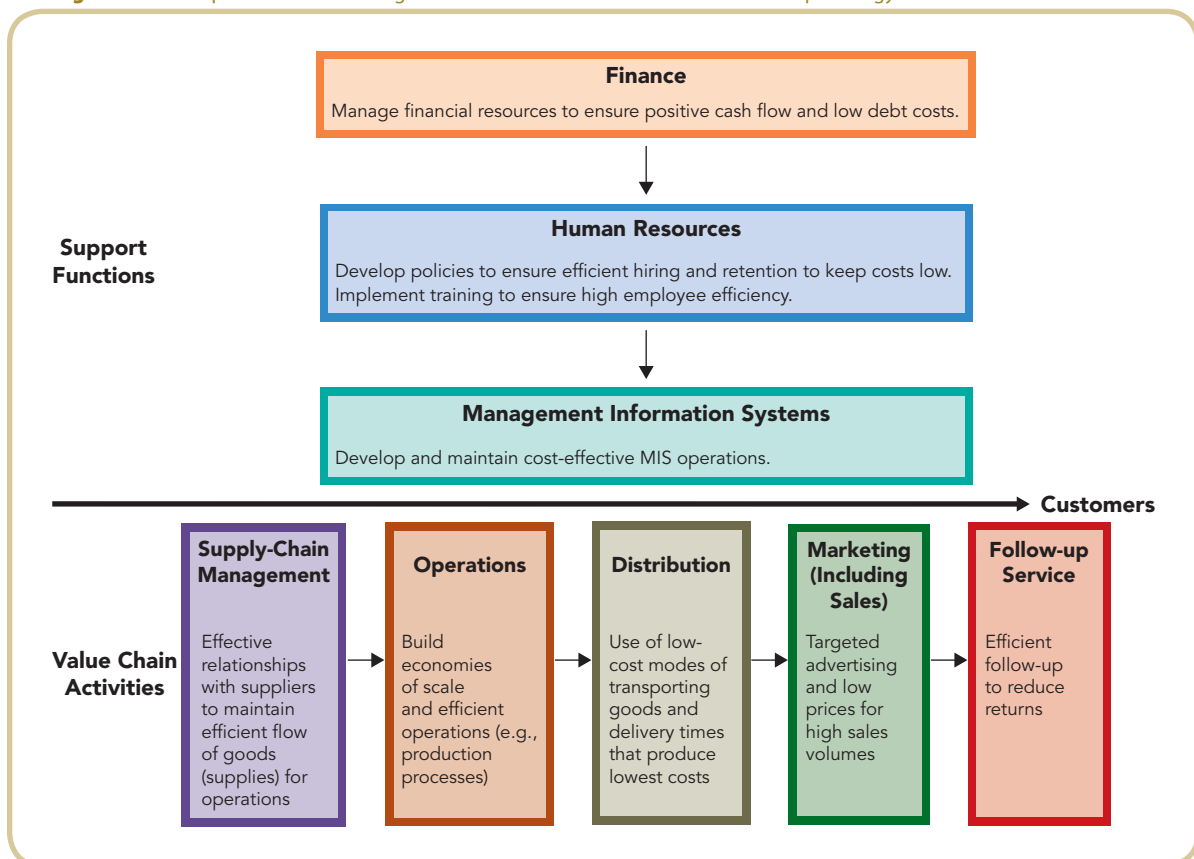 Finance
Manage financial resources to ensure positive cash flow and low debt costs.
Human Resources
Develop policies to ensure efficient hiring and retention to keep costs low.
Implement training to ensure high employee efficiency.
Support
Functions
Management Information Systems
Develop and maintain cost-effective MIS operations.
Customers
Value Chain
Activities
Supply-Chain
Management
Effective
relationships
with suppliers
to maintain
efficient flow
of goods
(supplies) for
operations
Operations
Build
economies
of scale
and efficient
operations (e.g.,
production
processes)
Distribution
Use of low-
cost modes of
transporting
goods and
delivery times
that produce
lowest costs
Marketing
(Including
Sales)
Targeted
advertising
and low
prices for
high sales
volumes
Follow-up
Service
Efficient
follow-up
to reduce
returns